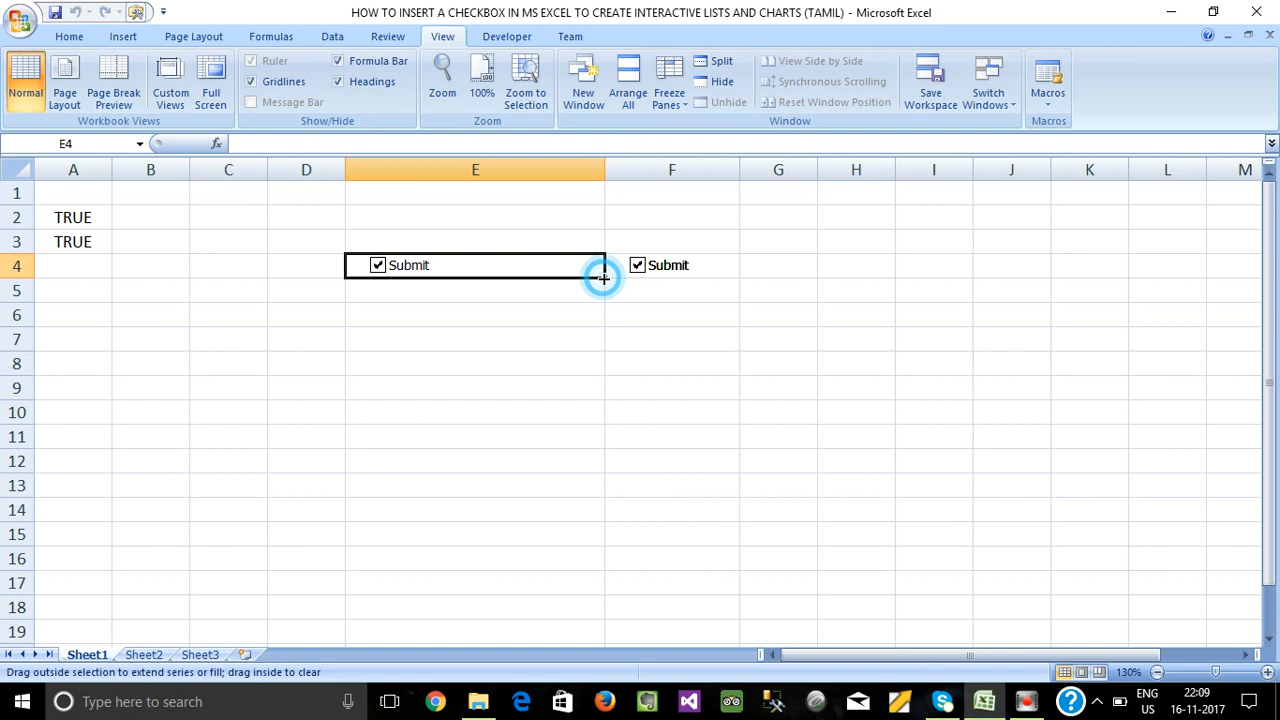 HOW TO INSERT A CHECKBOX IN MS EXCEL TO CREATE INTERACTIVE LISTS AND CHARTS (TAMIL) - Microsoft Excel
Home Insert Page Layout Formulas Data Review View Developer Team
Normal
Page Layout
Page Break Preview
Custom Views
Full Screen
Workbook Views
Ruler
Gridlines
Message Bar
Formula Bar
Headings
Show/Hide
Zoom
100%
Zoom to Selection
Zoom
New Window
Arrange All
Freeze Panes
Split
Hide
Unhide
View Side by Side
Synchronous Scrolling
Reset Window Position
Window
Save Workspace
Switch Windows
Macros
Macros
E4
fx
A B C D E F G H I J K L M
1
2 TRUE
3 TRUE
4 Submit Submit
5
6
7
8
9
10
11
12
13
14
15
16
17
18
19
Sheet1 Sheet2 Sheet3
Drag outside selection to extend series or fill; drag inside to clear
130%
Type here to search
ENG
US
22:09
16-11-2017